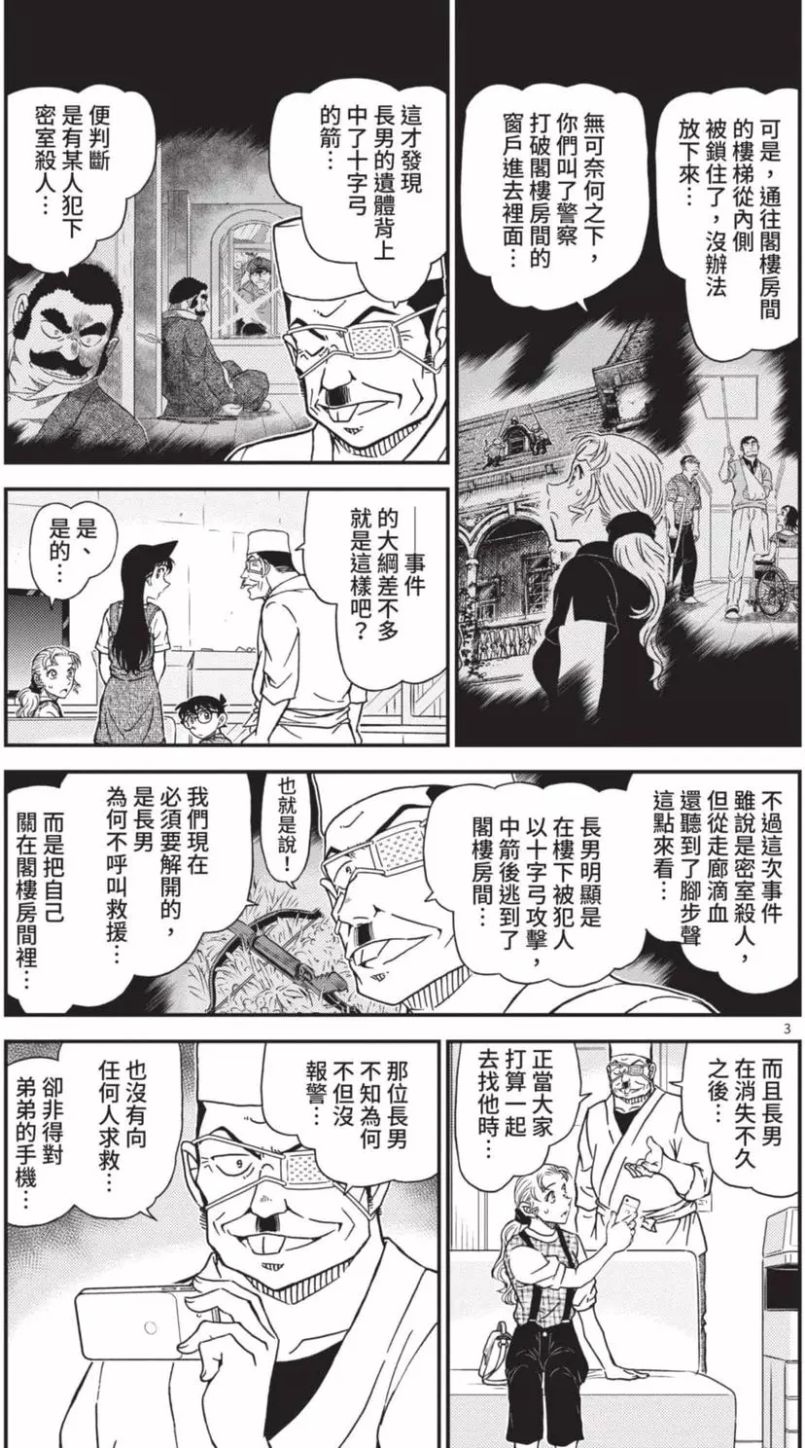 可是，通往閣樓房間
的樓梯從內側
被鎖住了，沒辦法
放下來…
無可奈何之下，
你們叫了警察
打破閣樓房間的
窗戶進去裡面…
這才發現
長男的遺體背上
中了十字弓
的箭…
便判斷
是有某人犯下
密室殺人…
——事件
的大綱差不多
就是這樣吧？
是、
是的…
不過這次事件
雖說是密室殺人，
但從走廊滴血
還聽到了腳步聲
這點來看…
長男明顯是
在樓下被犯人
以十字弓攻擊，
中箭後逃到了
閣樓房間…
也就是說！
我們現在
必須要解開的，
是長男
為何不呼叫救援…
而是把自己
關在閣樓房間裡…
3
而且長男
在消失不久
之後…
正當大家
打算一起
去找他時…
那位長男
不知為何
不但沒
報警…
也沒有向
任何人求救…
卻非得對
弟弟的手機…